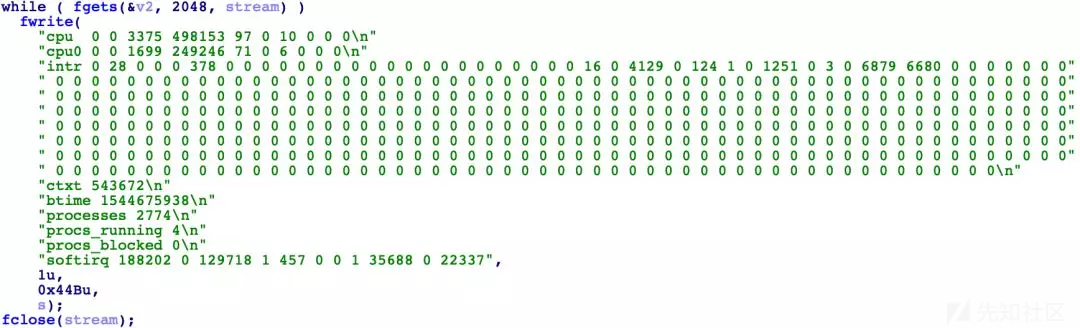 while ( fgets(&v2, 2048, stream) )
fwrite(
"cpu  0 0 3375 498153 97 0 10 0 0 0\n"
"cpu0 0 0 1699 249246 71 0 6 0 0 0\n"
"intr 0 28 0 0 0 378 0 0 0 0 0 0 0 0 0 0 0 0 0 0 0 0 0 0 0 0 16 0 4129 0 124 1 0 1251 0 3 0 6879 6680 0 0 0 0 0 0 0"
" 0 0 0 0 0 0 0 0 0 0 0 0 0 0 0 0 0 0 0 0 0 0 0 0 0 0 0 0 0 0 0 0 0 0 0 0 0 0 0 0 0 0 0 0 0 0 0 0 0 0 0 0 0 0 0 0 0"
" 0 0 0 0 0 0 0 0 0 0 0 0 0 0 0 0 0 0 0 0 0 0 0 0 0 0 0 0 0 0 0 0 0 0 0 0 0 0 0 0 0 0 0 0 0 0 0 0 0 0 0 0 0 0 0 0 0"
" 0 0 0 0 0 0 0 0 0 0 0 0 0 0 0 0 0 0 0 0 0 0 0 0 0 0 0 0 0 0 0 0 0 0 0 0 0 0 0 0 0 0 0 0 0 0 0 0 0 0 0 0 0 0 0 0 0"
" 0 0 0 0 0 0 0 0 0 0 0 0 0 0 0 0 0 0 0 0 0 0 0 0 0 0 0 0 0 0 0 0 0 0 0 0 0 0 0 0 0 0 0 0 0 0 0 0 0 0 0 0 0 0 0 0 0"
" 0 0 0 0 0 0 0 0 0 0 0 0 0 0 0 0 0 0 0 0 0 0 0 0 0 0 0 0 0 0 0 0 0 0 0 0 0 0 0 0 0 0 0 0 0 0 0 0 0 0 0 0 0 0 0 0 0"
" 0 0 0 0 0 0 0 0 0 0 0 0 0 0 0 0 0 0 0 0 0 0 0 0 0 0 0 0 0 0 0 0 0 0 0 0 0 0 0 0 0 0 0 0 0 0 0 0 0 0 0 0 0 0 0 0 0"
" 0 0 0 0 0 0 0 0 0 0 0 0 0 0 0 0 0 0 0 0 0 0 0 0 0 0 0 0 0 0 0 0 0 0 0 0 0 0 0 0 0 0 0 0 0 0 0 0 0 0 0 0 0\n"
"ctxt 543672\n"
"btime 1544675938\n"
"processes 2774\n"
"procs_running 4\n"
"procs_blocked 0\n"
"softirq 188202 0 129718 1 457 0 0 1 35688 0 22337",
1u,
0x44Bu,
s);
fclose(stream);
先知社区